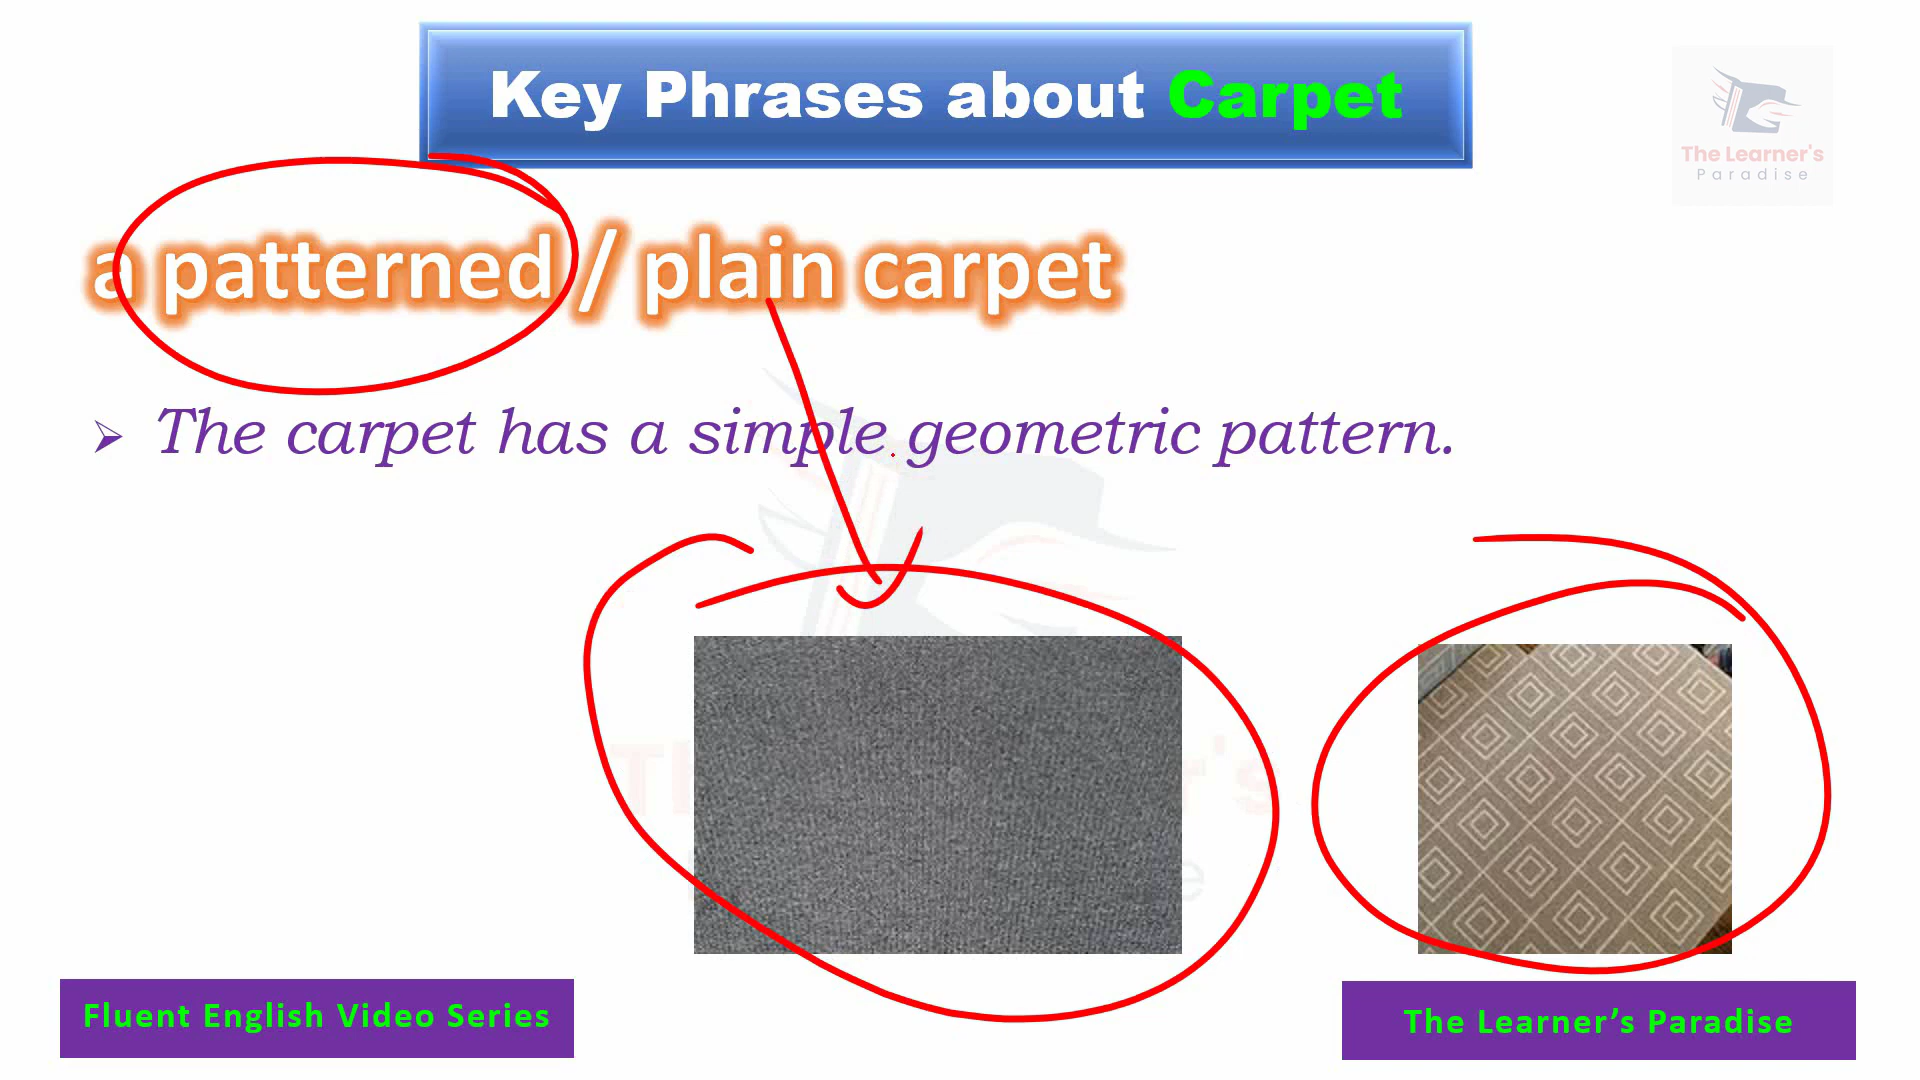 Key Phrases about Carpet
The Learner's
Paradise
a patterned / plain carpet
➢ The carpet has a simple geometric pattern.
Fluent English Video Series
The Learner’s Paradise